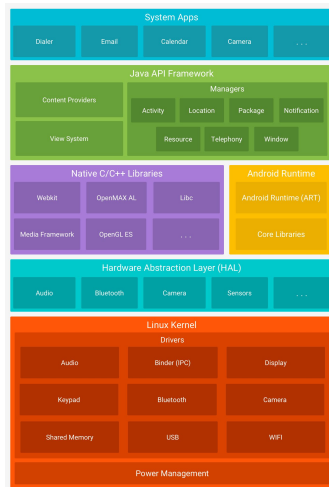 System Apps
Dialer Email Calendar Camera . . .
Java API Framework
Content Providers
View System
Managers
Activity Location Package Notification
Resource Telephony Window
Native C/C++ Libraries
Webkit OpenMAX AL Libc
Media Framework OpenGL ES . . .
Android Runtime
Android Runtime (ART)
Core Libraries
Hardware Abstraction Layer (HAL)
Audio Bluetooth Camera Sensors . . .
Linux Kernel
Drivers
Audio Binder (IPC) Display
Keypad Bluetooth Camera
Shared Memory USB WIFI
Power Management